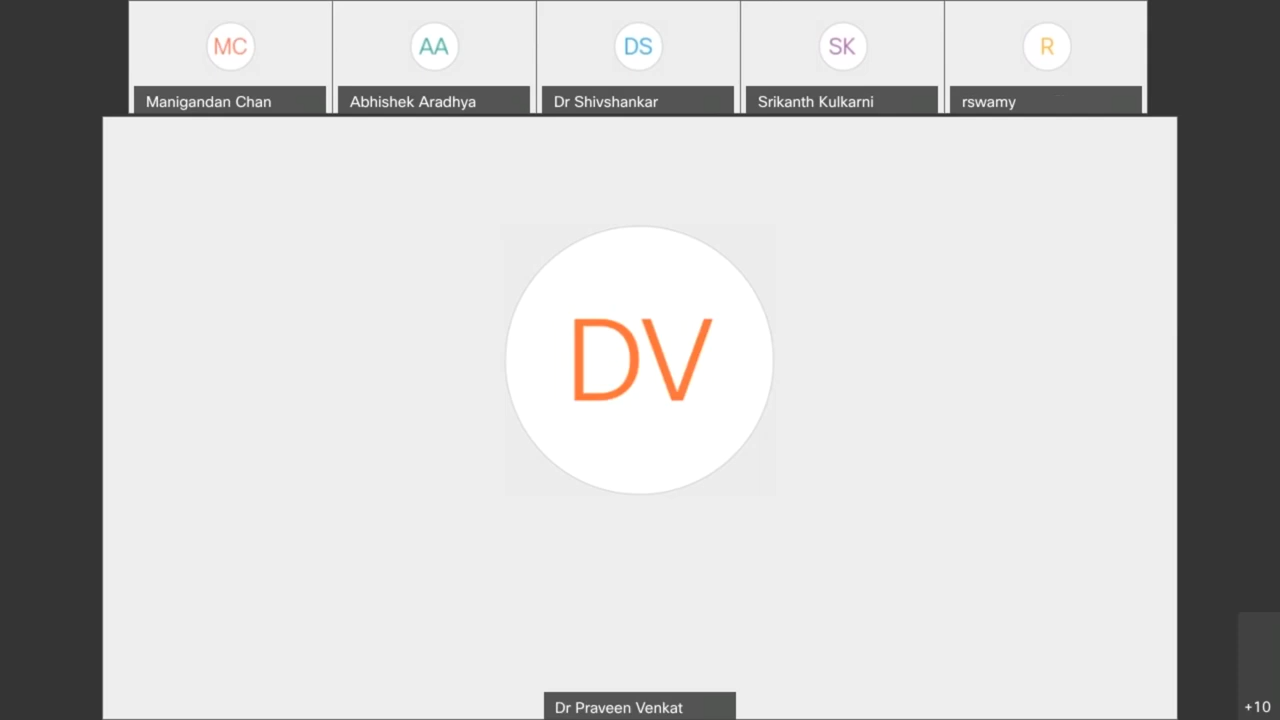 MC
AA
DS
SK
R
Manigandan Chan
Abhishek Aradhya
Dr Shivshankar
Srikanth Kulkarni
rswamy
DV
Dr Praveen Venkat
+10